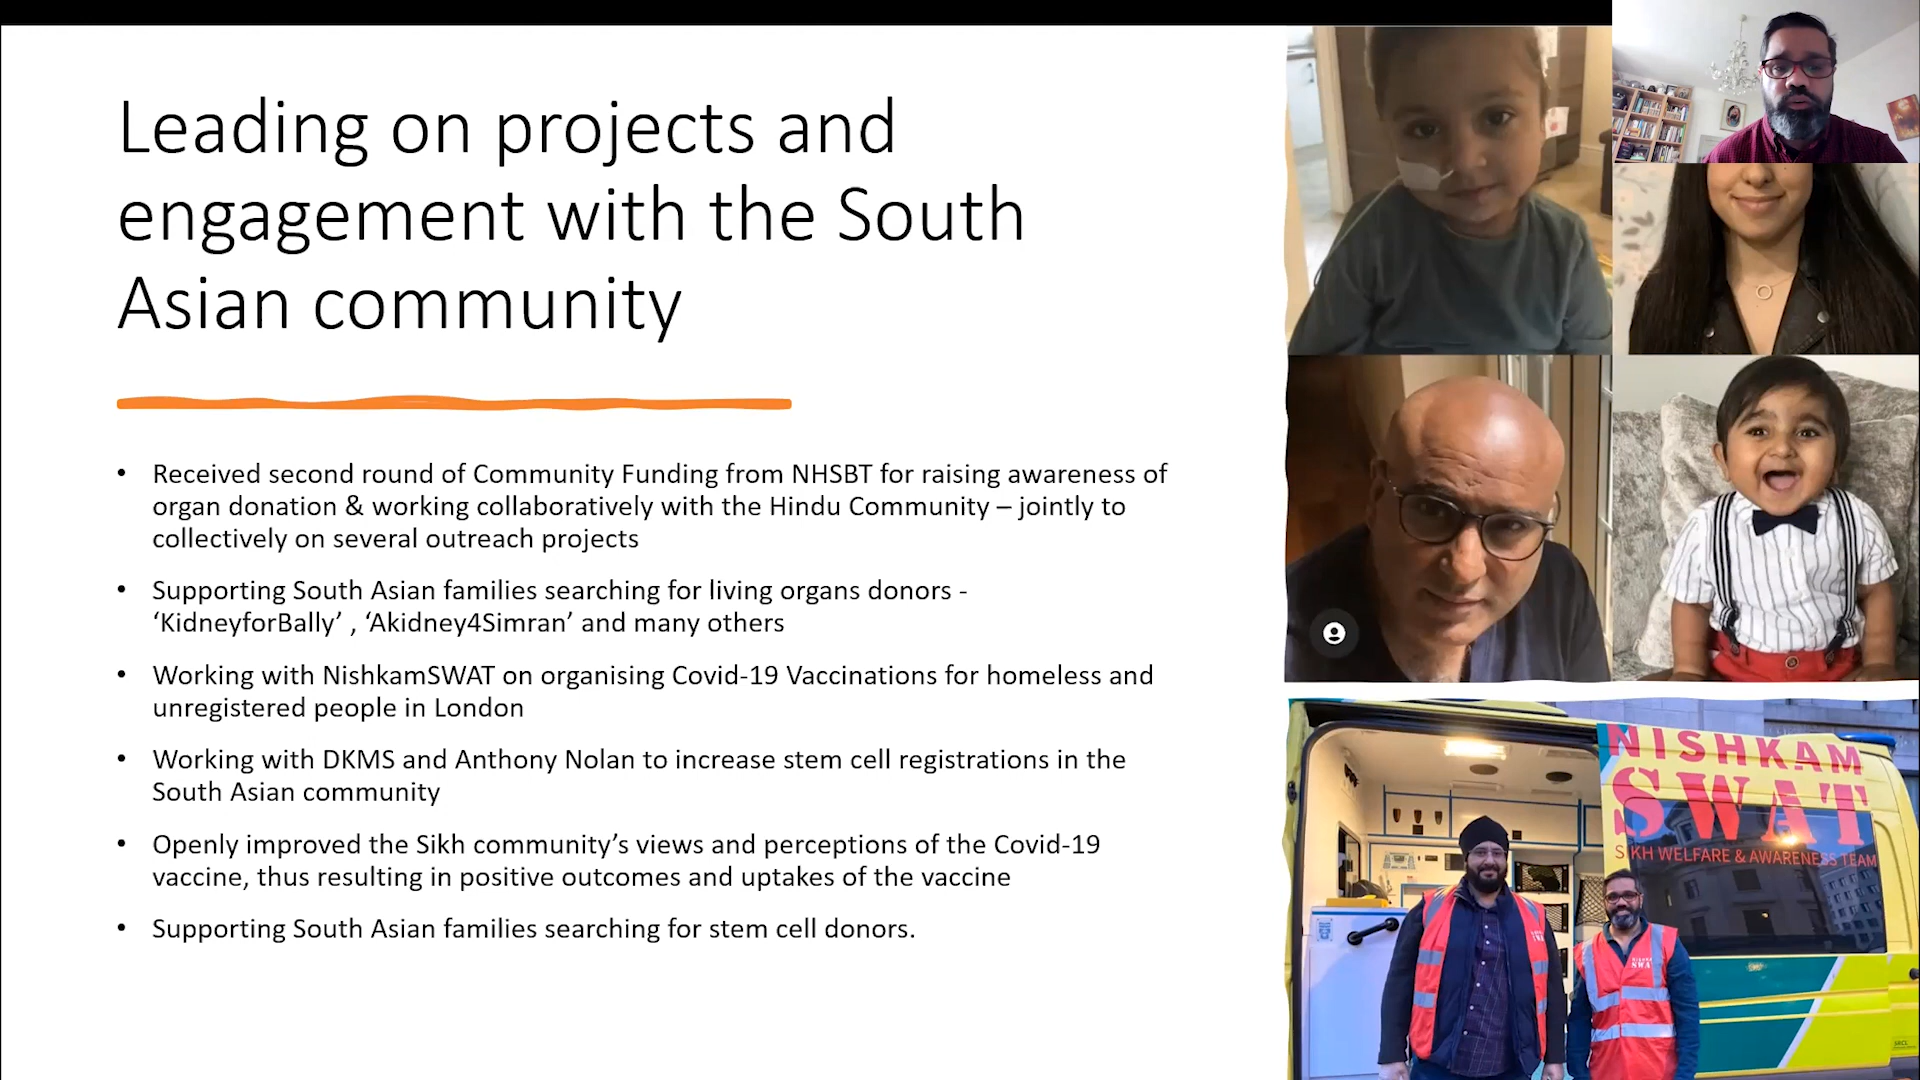 Leading on projects and
engagement with the South
Asian community
• Received second round of Community Funding from NHSBT for raising awareness of
organ donation & working collaboratively with the Hindu Community – jointly to
collectively on several outreach projects
• Supporting South Asian families searching for living organs donors -
‘KidneyforBally’ , ‘Akidney4Simran’ and many others
• Working with NishkamSWAT on organising Covid-19 Vaccinations for homeless and
unregistered people in London
• Working with DKMS and Anthony Nolan to increase stem cell registrations in the
South Asian community
• Openly improved the Sikh community’s views and perceptions of the Covid-19
vaccine, thus resulting in positive outcomes and uptakes of the vaccine
• Supporting South Asian families searching for stem cell donors.
NISHKAM
SWAT
SIKH WELFARE & AWARENESS TEAM